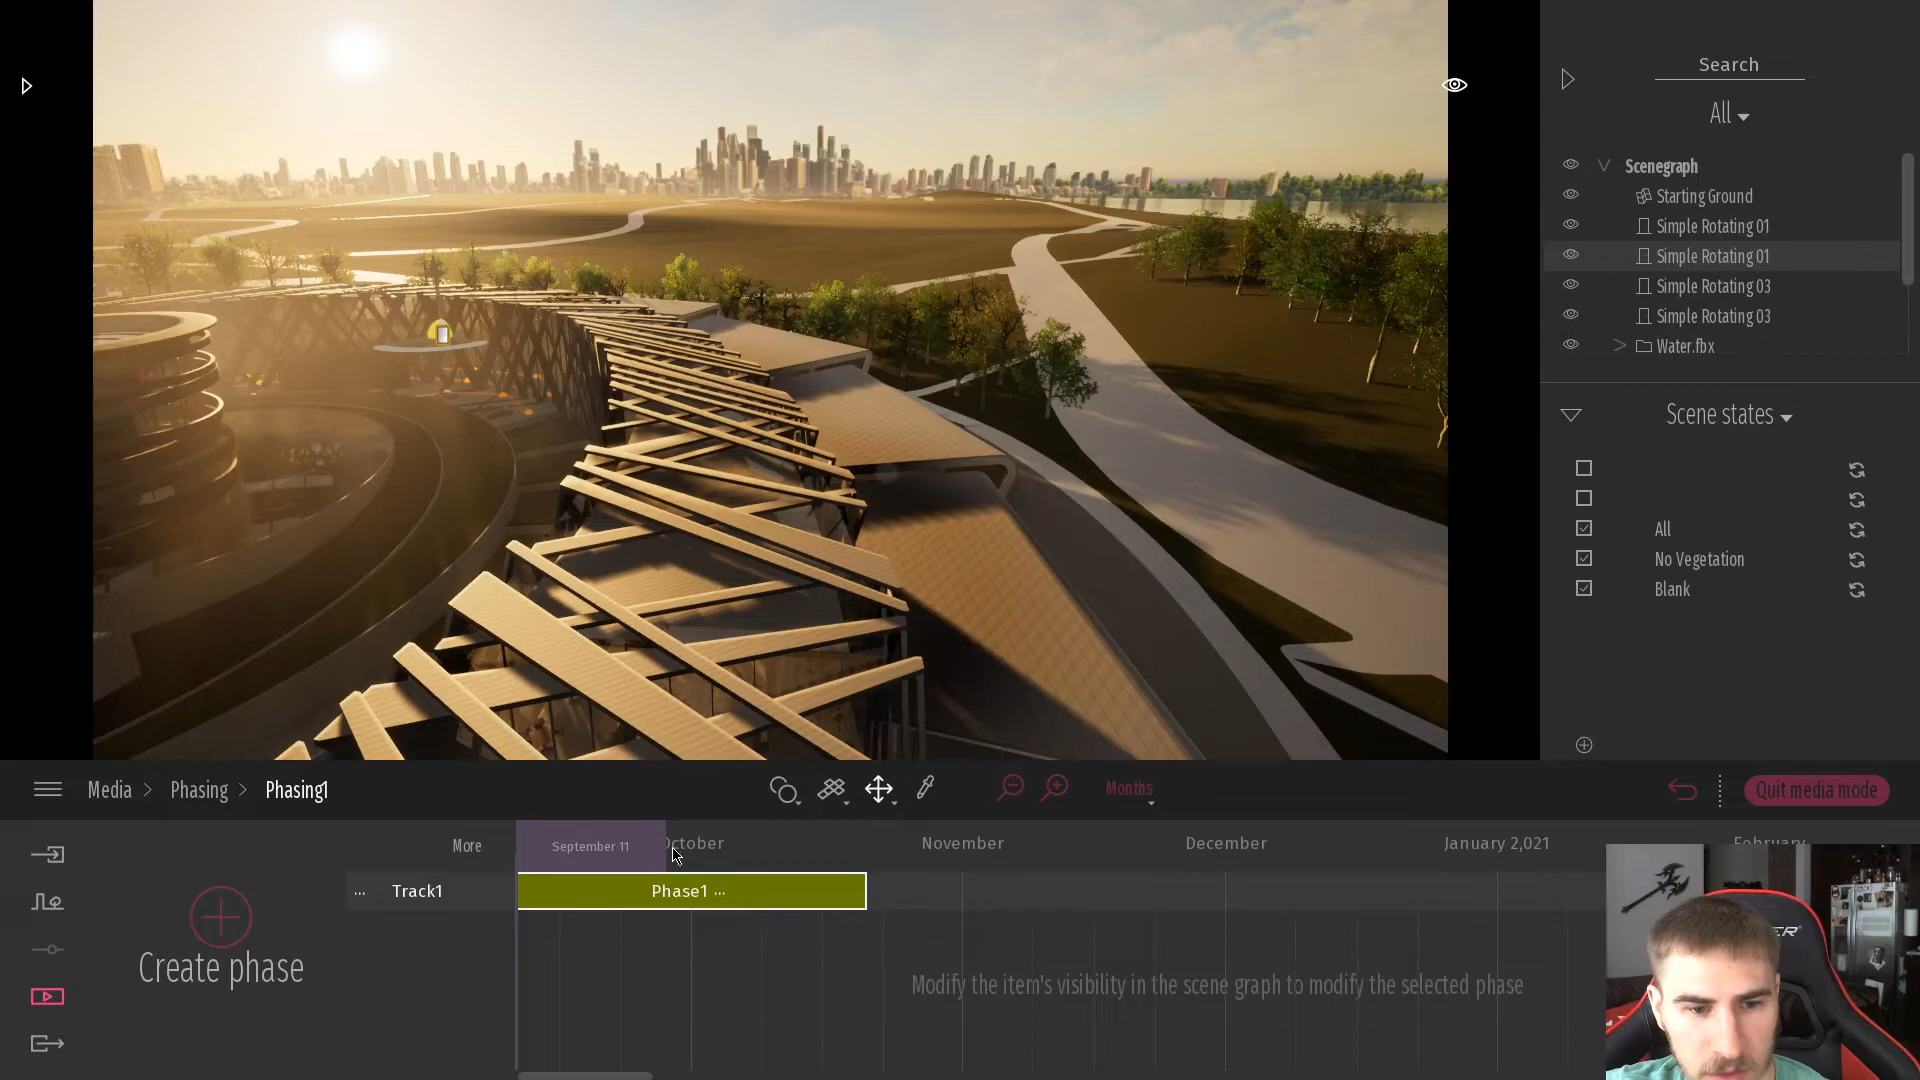 Search
All
Scenegraph
Starting Ground
Simple Rotating 01
Simple Rotating 01
Simple Rotating 03
Simple Rotating 03
Water.fbx
Scene states
All
No Vegetation
Blank
Media > Phasing > Phasing1
Months
Quit media mode
More
September 11
October
November
December
January 2,021
February
... Track1
Phase1 ...
Create phase
Modify the item's visibility in the scene graph to modify the selected phase